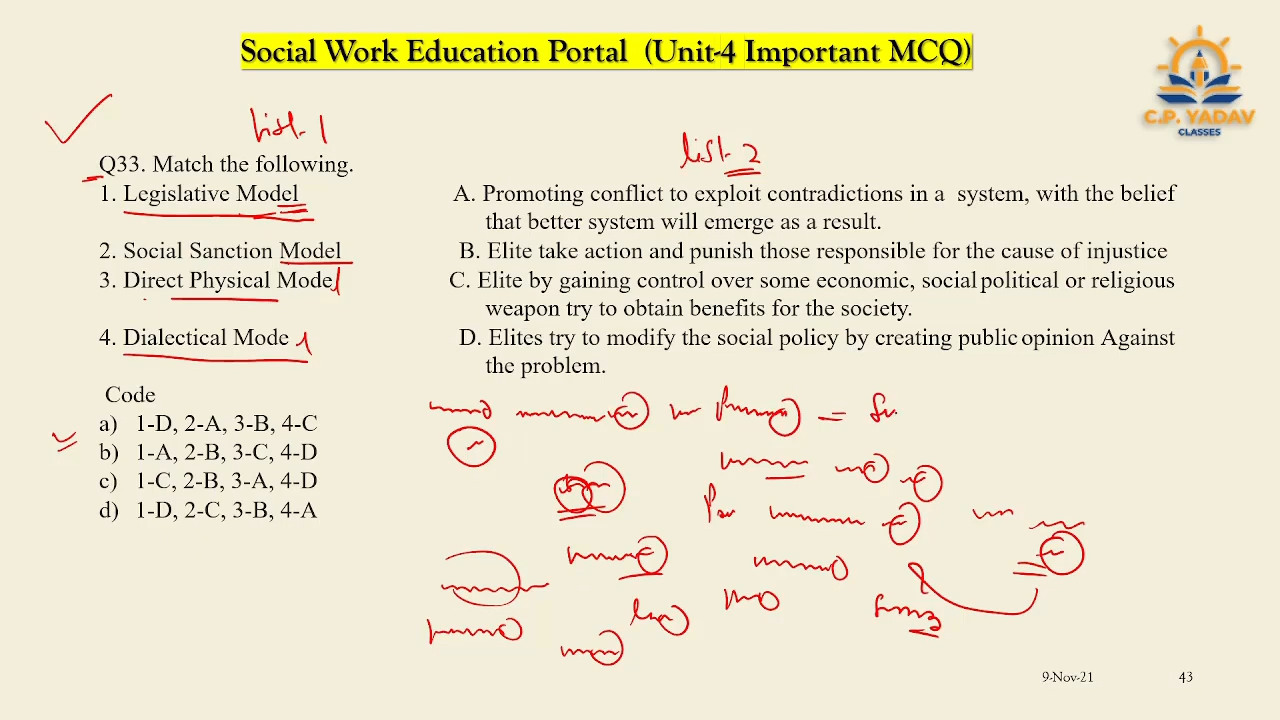 Social Work Education Portal (Unit-4 Important MCQ)
C.P. YADAV
CLASSES
List-1
list-2
Q33. Match the following.
1. Legislative Model
A. Promoting conflict to exploit contradictions in a system, with the belief
that better system will emerge as a result.
2. Social Sanction Model
B. Elite take action and punish those responsible for the cause of injustice
3. Direct Physical Model
C. Elite by gaining control over some economic, social political or religious
weapon try to obtain benefits for the society.
4. Dialectical Mode l
D. Elites try to modify the social policy by creating public opinion Against
the problem.
Code
a) 1-D, 2-A, 3-B, 4-C
b) 1-A, 2-B, 3-C, 4-D
c) 1-C, 2-B, 3-A, 4-D
d) 1-D, 2-C, 3-B, 4-A
9-Nov-21
43